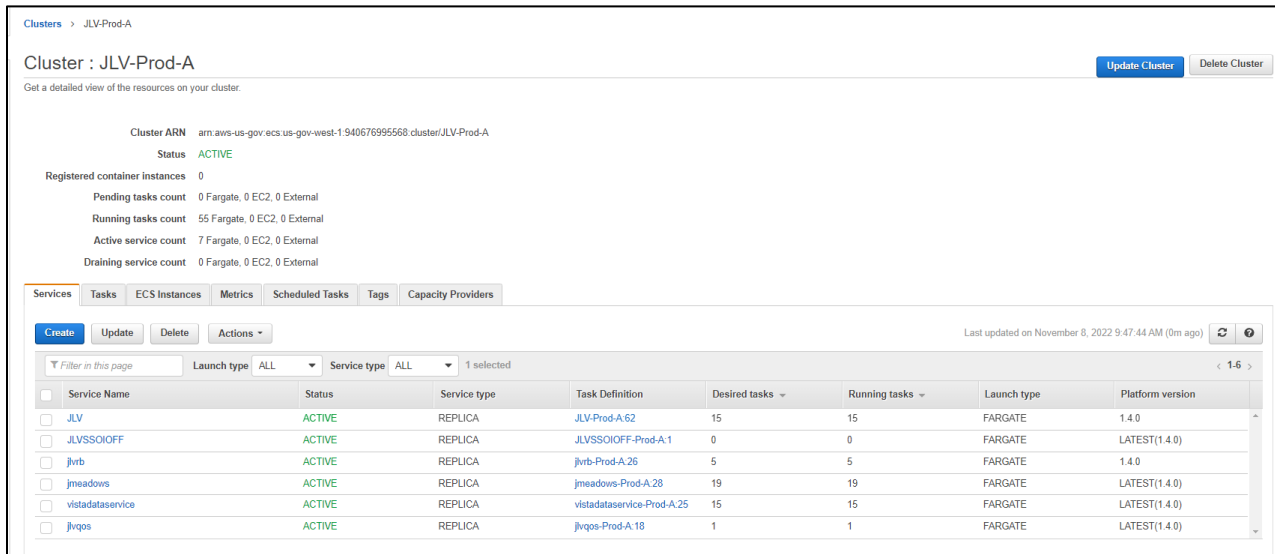 Clusters > JLV-Prod-A
Cluster : JLV-Prod-A
Update Cluster Delete Cluster
Get a detailed view of the resources on your cluster.
Cluster ARN arn:aws-us-gov:ecs:us-gov-west-1:940676995568:cluster/JLV-Prod-A
Status ACTIVE
Registered container instances 0
Pending tasks count 0 Fargate, 0 EC2, 0 External
Running tasks count 55 Fargate, 0 EC2, 0 External
Active service count 7 Fargate, 0 EC2, 0 External
Draining service count 0 Fargate, 0 EC2, 0 External
Services Tasks ECS Instances Metrics Scheduled Tasks Tags Capacity Providers
Create Update Delete Actions
Last updated on November 8, 2022 9:47:44 AM (0m ago)
Filter in this page Launch type ALL Service type ALL 1 selected < 1-6 >
Service Name Status Service type Task Definition Desired tasks Running tasks Launch type Platform version
JLV ACTIVE REPLICA JLV-Prod-A:62 15 15 FARGATE 1.4.0
JLVSSOIOFF ACTIVE REPLICA JLVSSOIOFF-Prod-A:1 0 0 FARGATE LATEST(1.4.0)
jlvrb ACTIVE REPLICA jlvrb-Prod-A:26 5 5 FARGATE 1.4.0
jmeadows ACTIVE REPLICA jmeadows-Prod-A:28 19 19 FARGATE LATEST(1.4.0)
vistadataservice ACTIVE REPLICA vistadataservice-Prod-A:25 15 15 FARGATE LATEST(1.4.0)
jlvqos ACTIVE REPLICA jlvqos-Prod-A:18 1 1 FARGATE LATEST(1.4.0)